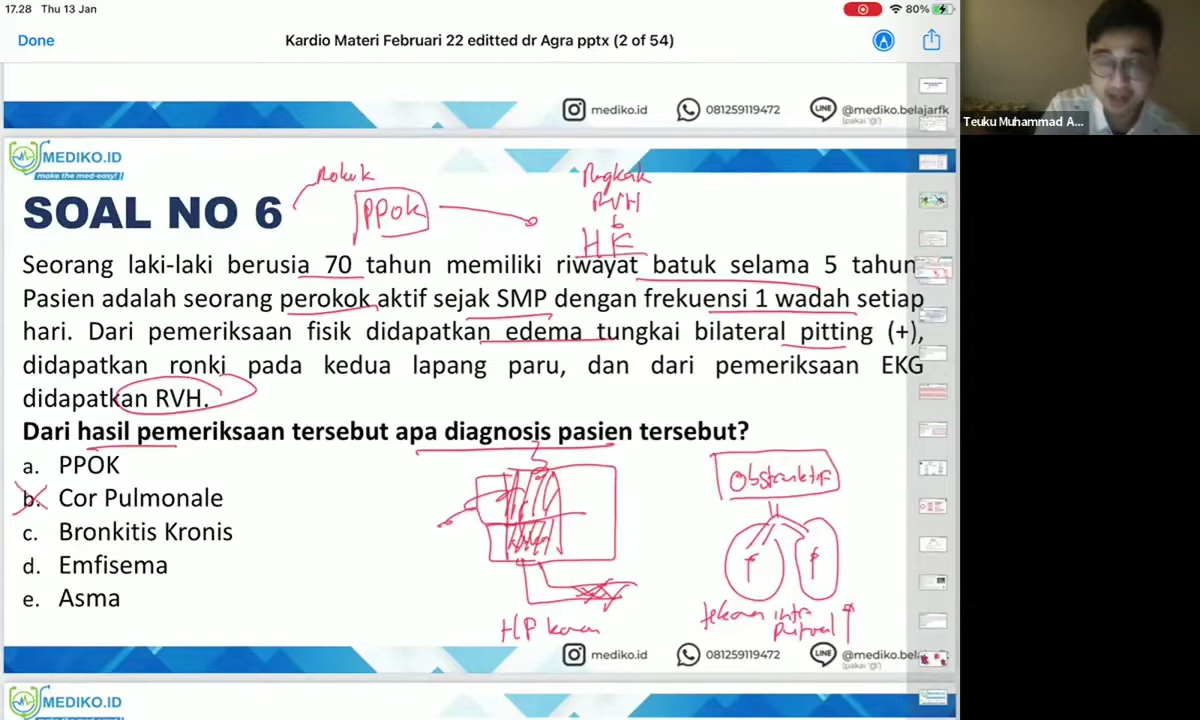 17.28 Thu 13 Jan
80%
Done
Kardio Materi Februari 22 editted dr Agra pptx (2 of 54)
mediko.id
081259119472
@mediko.belajarfk
(pakai '@')
Teuku Muhammad A...
MEDIKO.ID
make the med-easy! ()
Rokok
PPOK
RVH
HK
SOAL NO 6
Seorang laki-laki berusia 70 tahun memiliki riwayat batuk selama 5 tahun
Pasien adalah seorang perokok aktif sejak SMP dengan frekuensi 1 wadah setiap
hari. Dari pemeriksaan fisik didapatkan edema tungkai bilateral pitting (+),
didapatkan ronki pada kedua lapang paru, dan dari pemeriksaan EKG
didapatkan RVH.
Dari hasil pemeriksaan tersebut apa diagnosis pasien tersebut?
a. PPOK
b. Cor Pulmonale
c. Bronkitis Kronis
d. Emfisema
e. Asma
Obstruktif
tekanan intra
HP kanan
mediko.id
081259119472
@mediko.bel
(pakai '@')
MEDIKO.ID